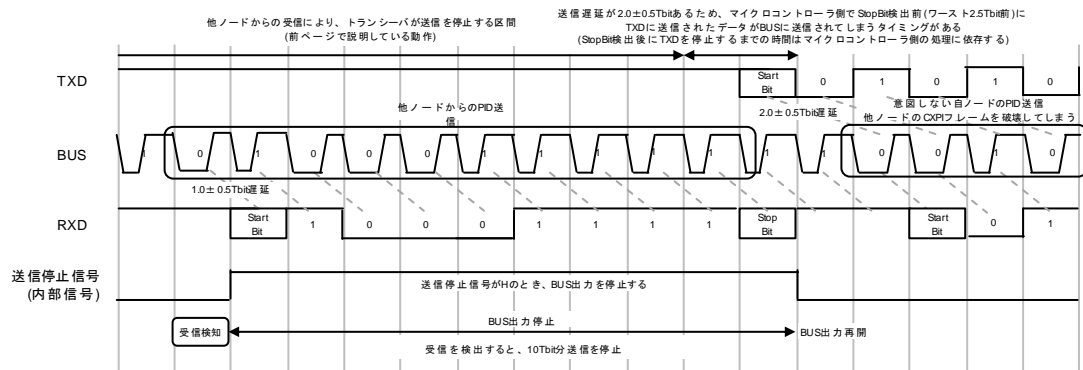 他ノードからの受信により、トランシーバが送信を停止する区間
(前ページで説明している動作)
送信遅延が2.0±0.5Tbitあるため、マイクロコントローラ側でStopBit検出前(ワースト2.5Tbit前)に
TXDに送信されたデータがBUSに送信されてしまうタイミングがある
(StopBit検出後にTXDを停止するまでの時間はマイクロコントローラ側の処理に依存する)
TXD
Start
Bit
0
1
0
1
0
他ノードからのPID送
信
2.0±0.5Tbit遅延
意図しない自ノードのPID送信
他ノードのCXPIフレームを破壊してしまう
BUS
1
0
1
0
0
0
1
1
1
1
1
1
1
0
0
1
0
1.0±0.5Tbit遅延
RXD
Start
Bit
1
0
0
0
1
1
1
1
Stop
Bit
Start
Bit
0
1
送信停止信号
(内部信号)
送信停止信号がHのとき、BUS出力を停止する
受信検知
BUS出力停止
BUS出力再開
受信を検出すると、10Tbit分送信を停止